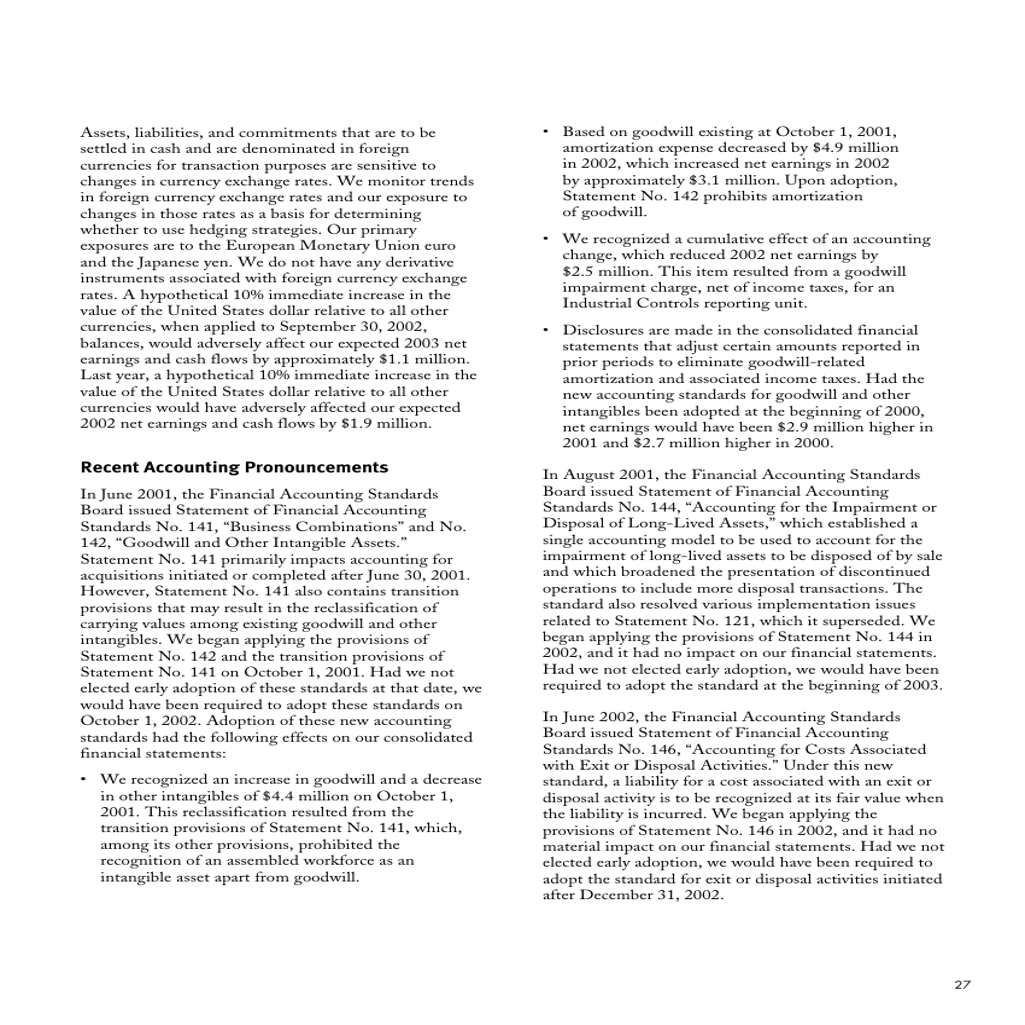 Assets, liabilities, and commitments that are to be
settled in cash and are denominated in foreign
currencies for transaction purposes are sensitive to
changes in currency exchange rates. We monitor trends
in foreign currency exchange rates and our exposure to
changes in those rates as a basis for determining
whether to use hedging strategies. Our primary
exposures are to the European Monetary Union euro
and the Japanese yen. We do not have any derivative
instruments associated with foreign currency exchange
rates. A hypothetical 10% immediate increase in the
value of the United States dollar relative to all other
currencies, when applied to September 30, 2002,
balances, would adversely affect our expected 2003 net
earnings and cash flows by approximately $1.1 million.
Last year, a hypothetical 10% immediate increase in the
value of the United States dollar relative to all other
currencies would have adversely affected our expected
2002 net earnings and cash flows by $1.9 million.
Recent Accounting Pronouncements
In June 2001, the Financial Accounting Standards
Board issued Statement of Financial Accounting
Standards No. 141, “Business Combinations” and No.
142, “Goodwill and Other Intangible Assets.”
Statement No. 141 primarily impacts accounting for
acquisitions initiated or completed after June 30, 2001.
However, Statement No. 141 also contains transition
provisions that may result in the reclassification of
carrying values among existing goodwill and other
intangibles. We began applying the provisions of
Statement No. 142 and the transition provisions of
Statement No. 141 on October 1, 2001. Had we not
elected early adoption of these standards at that date, we
would have been required to adopt these standards on
October 1, 2002. Adoption of these new accounting
standards had the following effects on our consolidated
financial statements:
• We recognized an increase in goodwill and a decrease
in other intangibles of $4.4 million on October 1,
2001. This reclassification resulted from the
transition provisions of Statement No. 141, which,
among its other provisions, prohibited the
recognition of an assembled workforce as an
intangible asset apart from goodwill.
• Based on goodwill existing at October 1, 2001,
amortization expense decreased by $4.9 million
in 2002, which increased net earnings in 2002
by approximately $3.1 million. Upon adoption,
Statement No. 142 prohibits amortization
of goodwill.
• We recognized a cumulative effect of an accounting
change, which reduced 2002 net earnings by
$2.5 million. This item resulted from a goodwill
impairment charge, net of income taxes, for an
Industrial Controls reporting unit.
• Disclosures are made in the consolidated financial
statements that adjust certain amounts reported in
prior periods to eliminate goodwill-related
amortization and associated income taxes. Had the
new accounting standards for goodwill and other
intangibles been adopted at the beginning of 2000,
net earnings would have been $2.9 million higher in
2001 and $2.7 million higher in 2000.
In August 2001, the Financial Accounting Standards
Board issued Statement of Financial Accounting
Standards No. 144, “Accounting for the Impairment or
Disposal of Long-Lived Assets,” which established a
single accounting model to be used to account for the
impairment of long-lived assets to be disposed of by sale
and which broadened the presentation of discontinued
operations to include more disposal transactions. The
standard also resolved various implementation issues
related to Statement No. 121, which it superseded. We
began applying the provisions of Statement No. 144 in
2002, and it had no impact on our financial statements.
Had we not elected early adoption, we would have been
required to adopt the standard at the beginning of 2003.
In June 2002, the Financial Accounting Standards
Board issued Statement of Financial Accounting
Standards No. 146, “Accounting for Costs Associated
with Exit or Disposal Activities.” Under this new
standard, a liability for a cost associated with an exit or
disposal activity is to be recognized at its fair value when
the liability is incurred. We began applying the
provisions of Statement No. 146 in 2002, and it had no
material impact on our financial statements. Had we not
elected early adoption, we would have been required to
adopt the standard for exit or disposal activities initiated
after December 31, 2002.
27